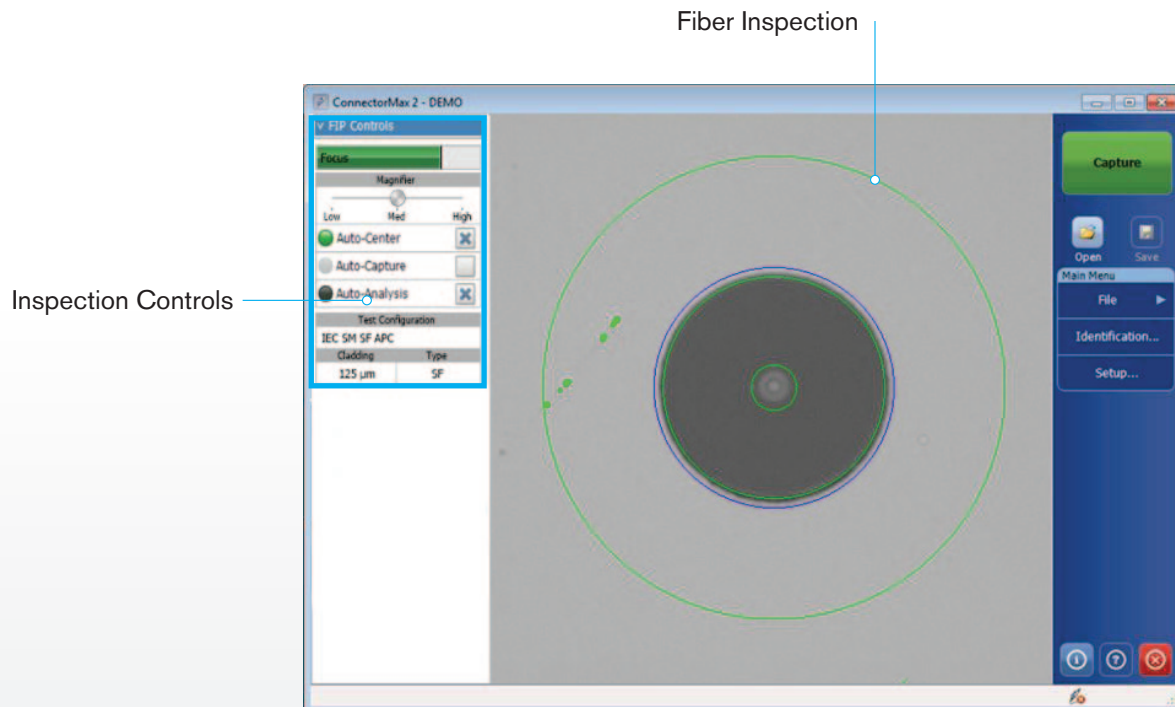 Fiber Inspection
ConnectorMax 2 - DEMO
FIP Controls
Focus
Magnifier
Low Med High
Auto-Center
Auto-Capture
Auto-Analysis
Test Configuration
IEC SM SF APC
Cladding Type
125 µm SF
Inspection Controls
Capture
Open Save
Main Menu
File
Identification...
Setup...